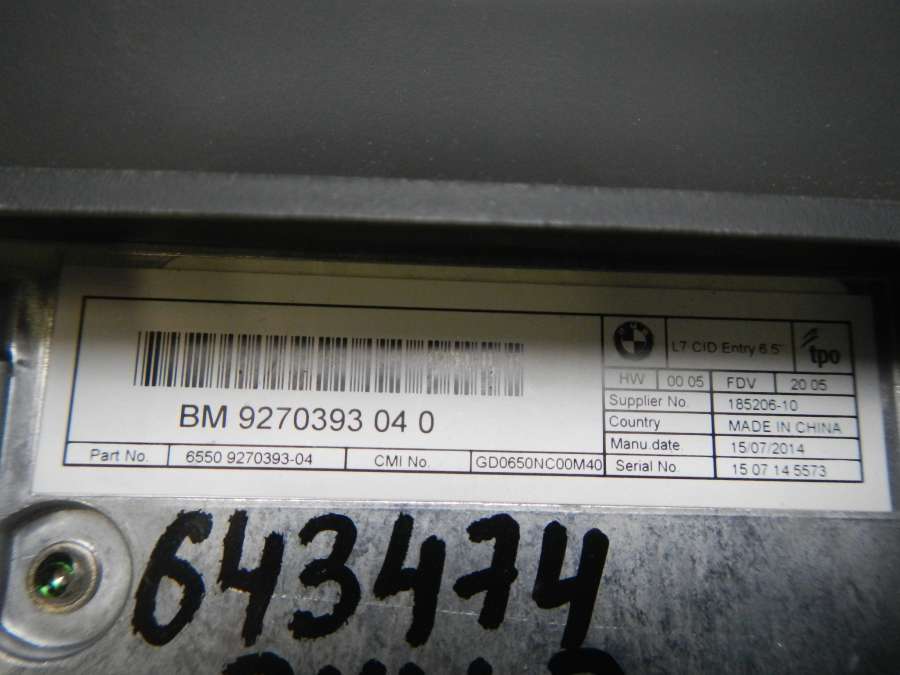 BMW
L7 CID Entry 6.5"
tpo
HW 00 05 FDV 20 05
Supplier No. 185206-10
Country MADE IN CHINA
Manu.date 15/07/2014
Serial No. 15 07 14 5573
BM 9270393 04 0
Part No. 6550 9270393-04 CMI No. GD0650NC00M40
643474